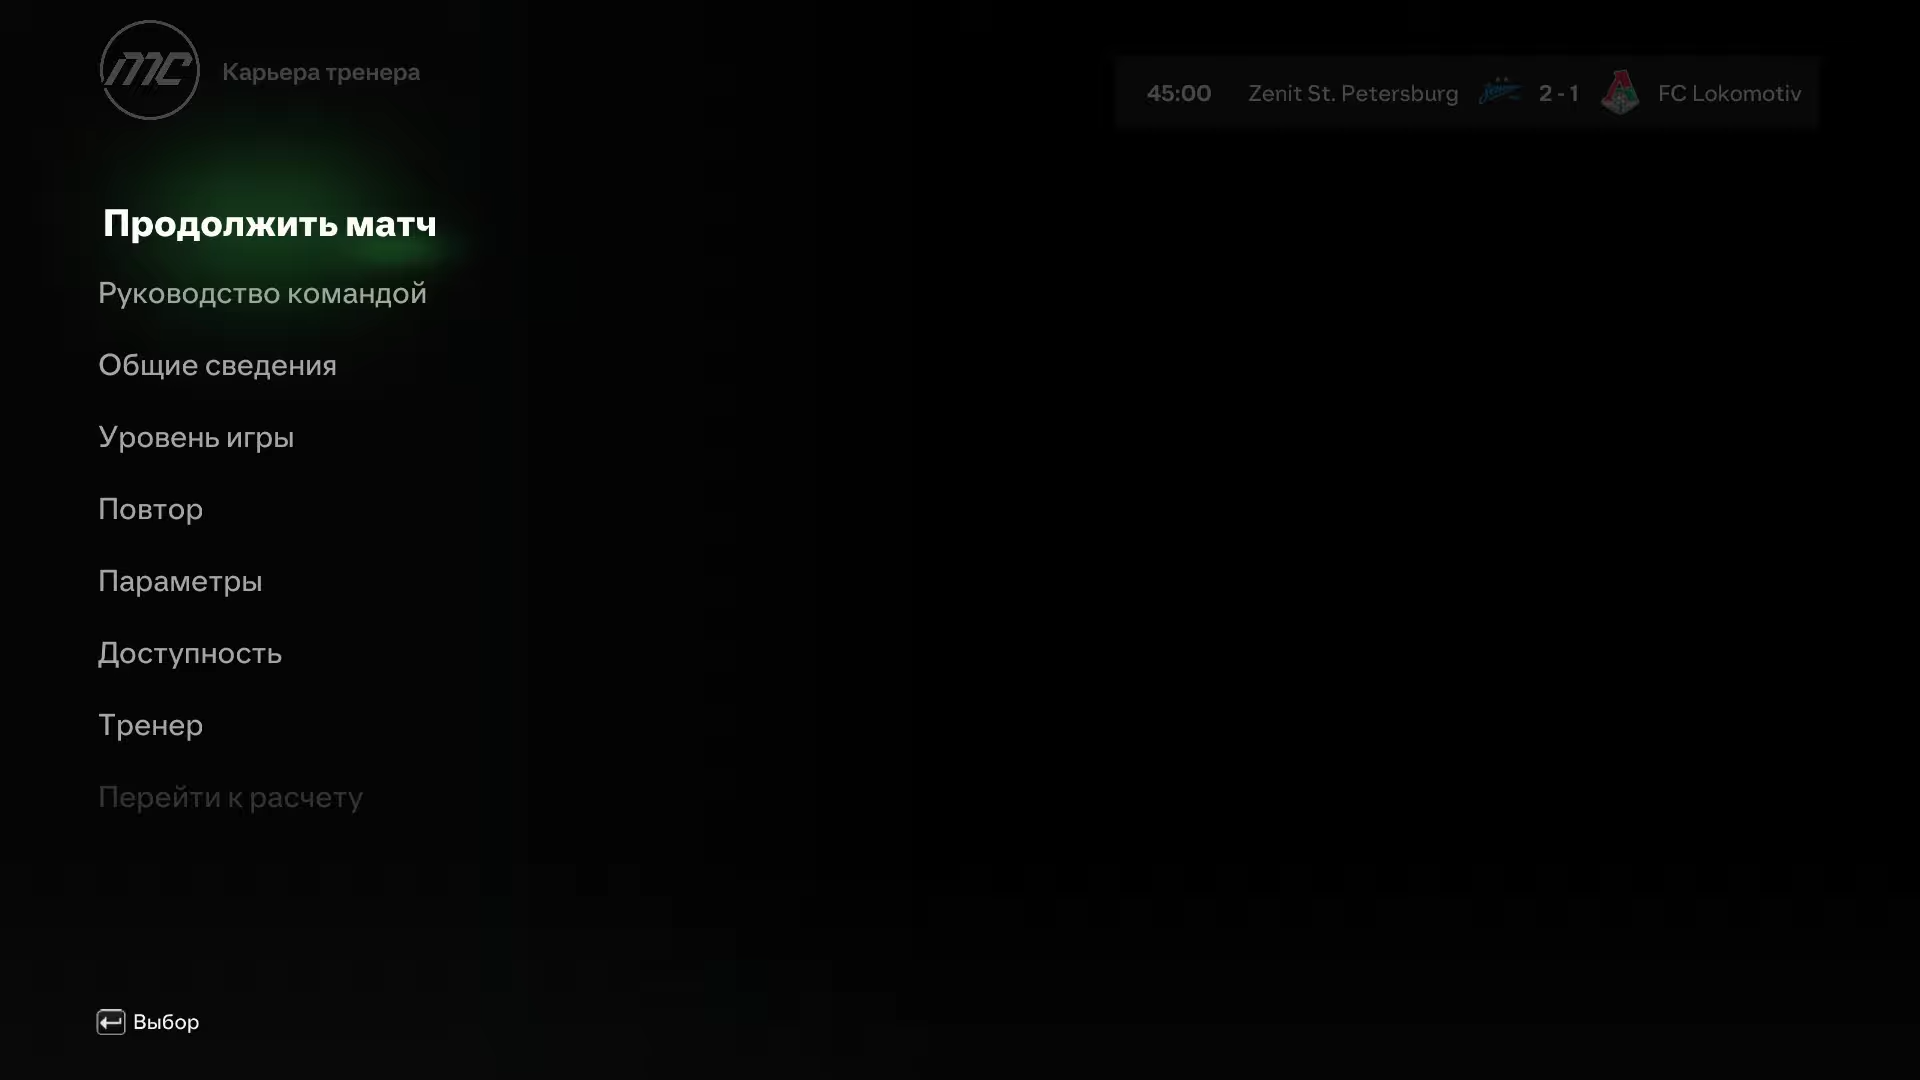 MC
Карьера тренера
45:00 Zenit St. Petersburg 2 - 1 FC Lokomotiv
Продолжить матч
Руководство командой
Общие сведения
Уровень игры
Повтор
Параметры
Доступность
Тренер
Перейти к расчету
Выбор